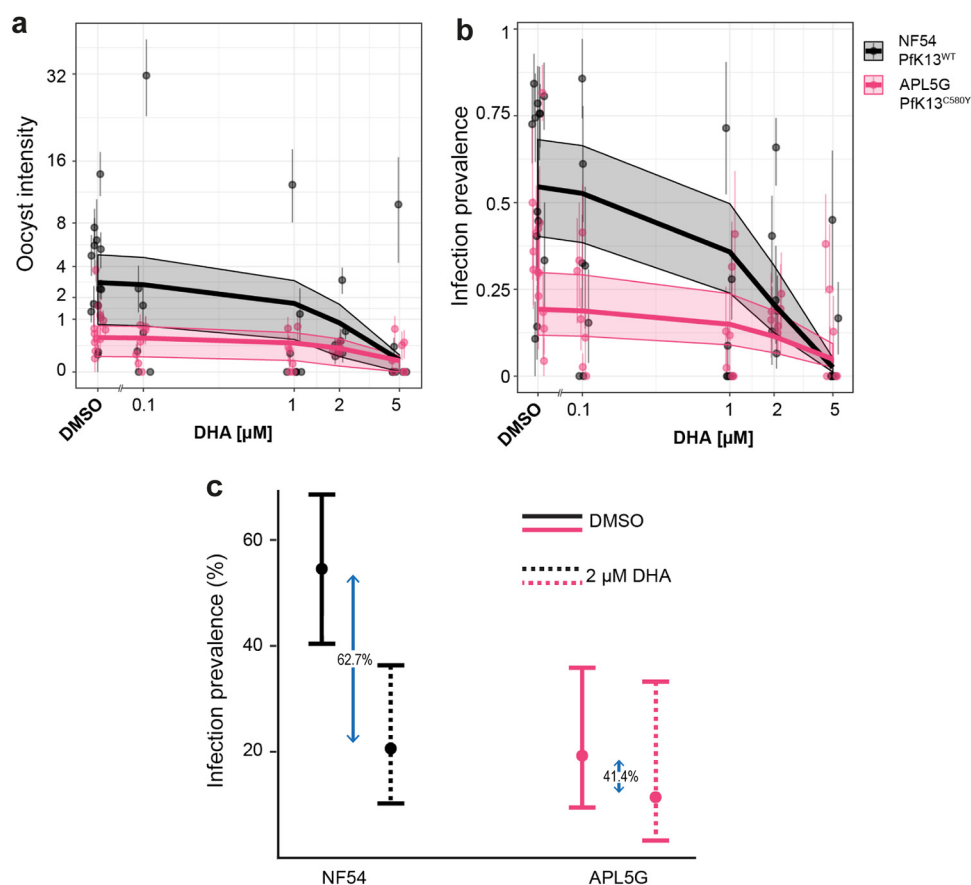 a
Oocyst intensity
32
16
8
4
2
1
0
DMSO
0.1
1
2
5
DHA [µM]
b
Infection prevalence
1
0.75
0.5
0.25
0
DMSO
0.1
1
2
5
DHA [µM]
NF54
PfK13WT
APL5G
PfK13C580Y
c
Infection prevalence (%)
60
40
20
62.7%
41.4%
NF54
APL5G
DMSO
2 µM DHA